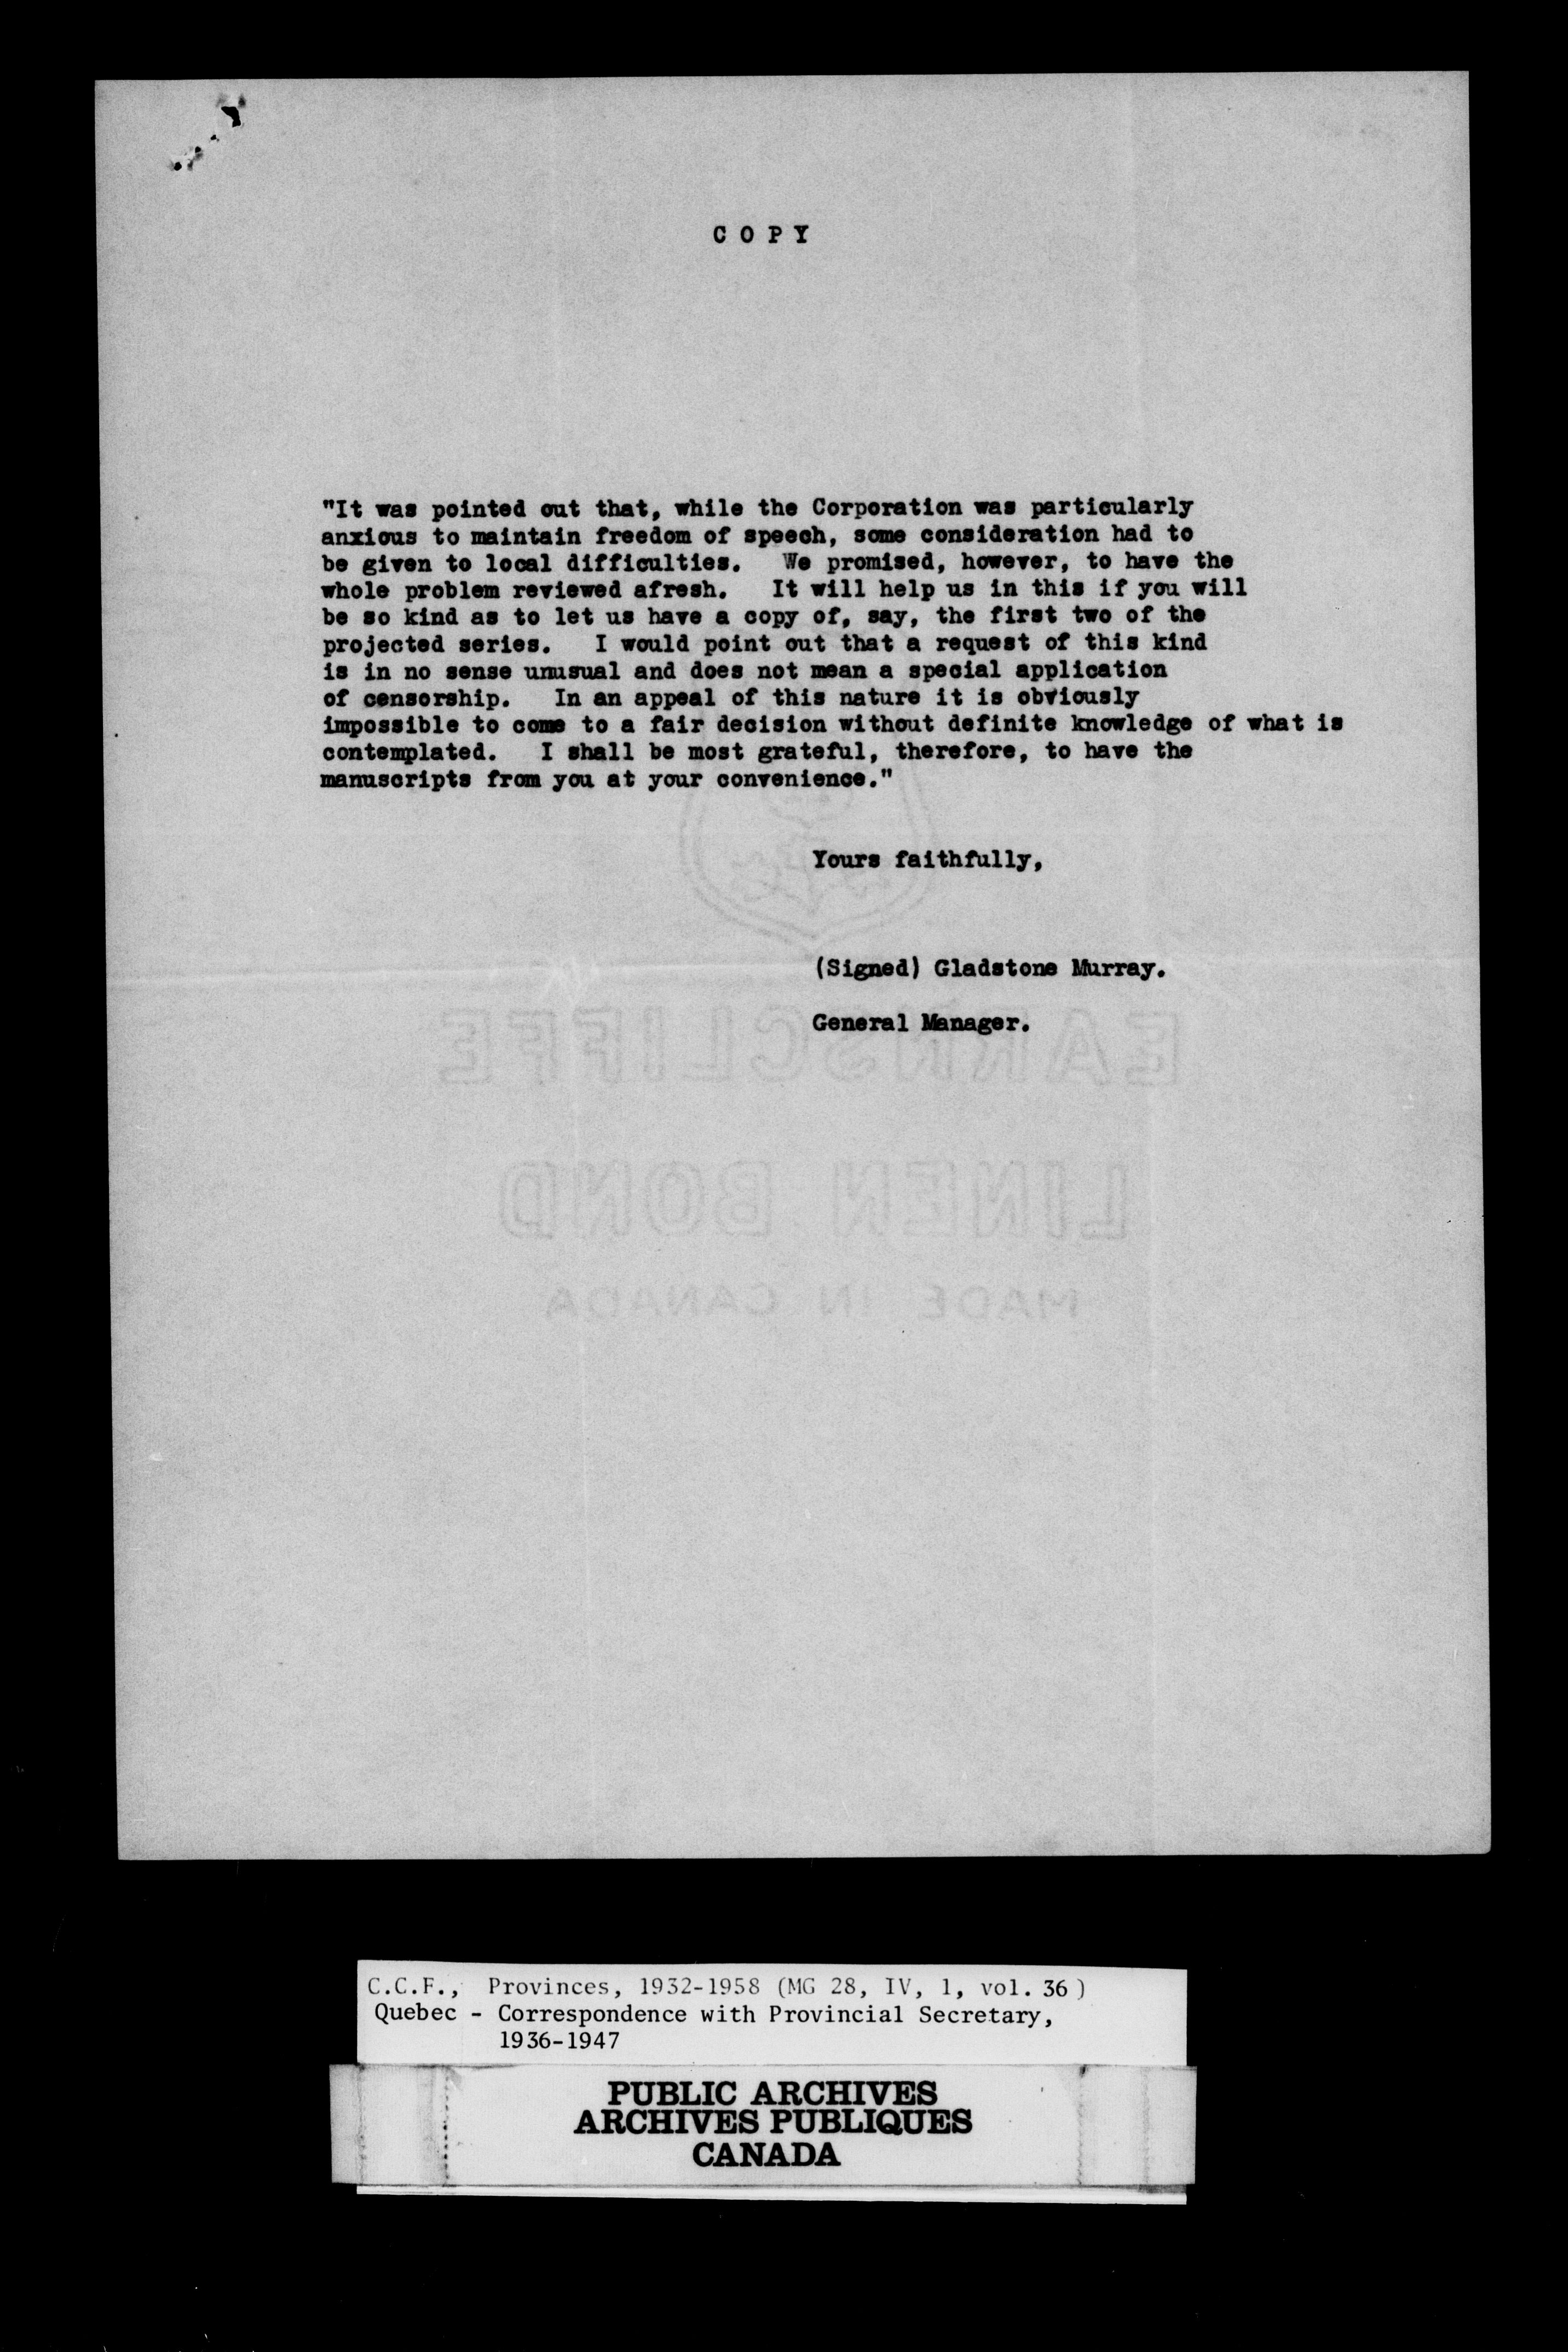 C O P Y
"It was pointed out that, while the Corporation was particularly
anxious to maintain freedom of speech, some consideration had to
be given to local difficulties. We promised, however, to have the
whole problem reviewed afresh. It will help us in this if you will
be so kind as to let us have a copy of, say, the first two of the
projected series. I would point out that a request of this kind
is in no sense unusual and does not mean a special application
of censorship. In an appeal of this nature it is obviously
impossible to come to a fair decision without definite knowledge of what is
contemplated. I shall be most grateful, therefore, to have the
manuscripts from you at your convenience."
Yours faithfully,
(Signed) Gladstone Murray.
General Manager.
EARNSCLIFFE
LINEN BOND
MADE IN CANADA
C.C.F., Provinces, 1932-1958 (MG 28, IV, 1, vol. 36)
Quebec - Correspondence with Provincial Secretary,
1936-1947
PUBLIC ARCHIVES
ARCHIVES PUBLIQUES
CANADA